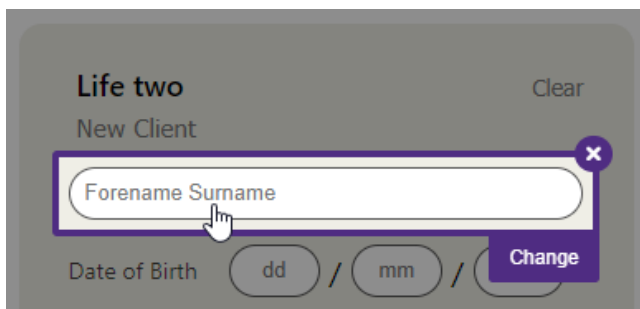 Life two
Clear
New Client
Forename Surname
Date of Birth dd / mm /
Change